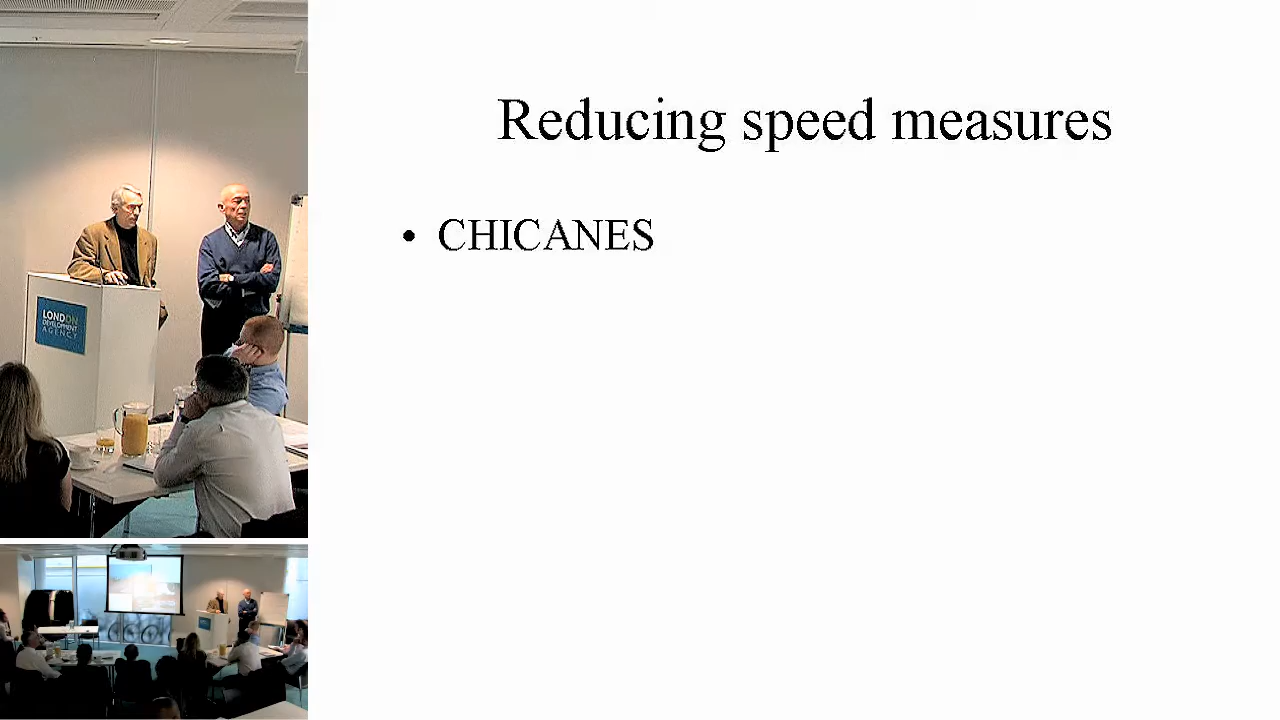 Reducing speed measures
• CHICANES
LONDON
DEVELOPMENT
AGENCY